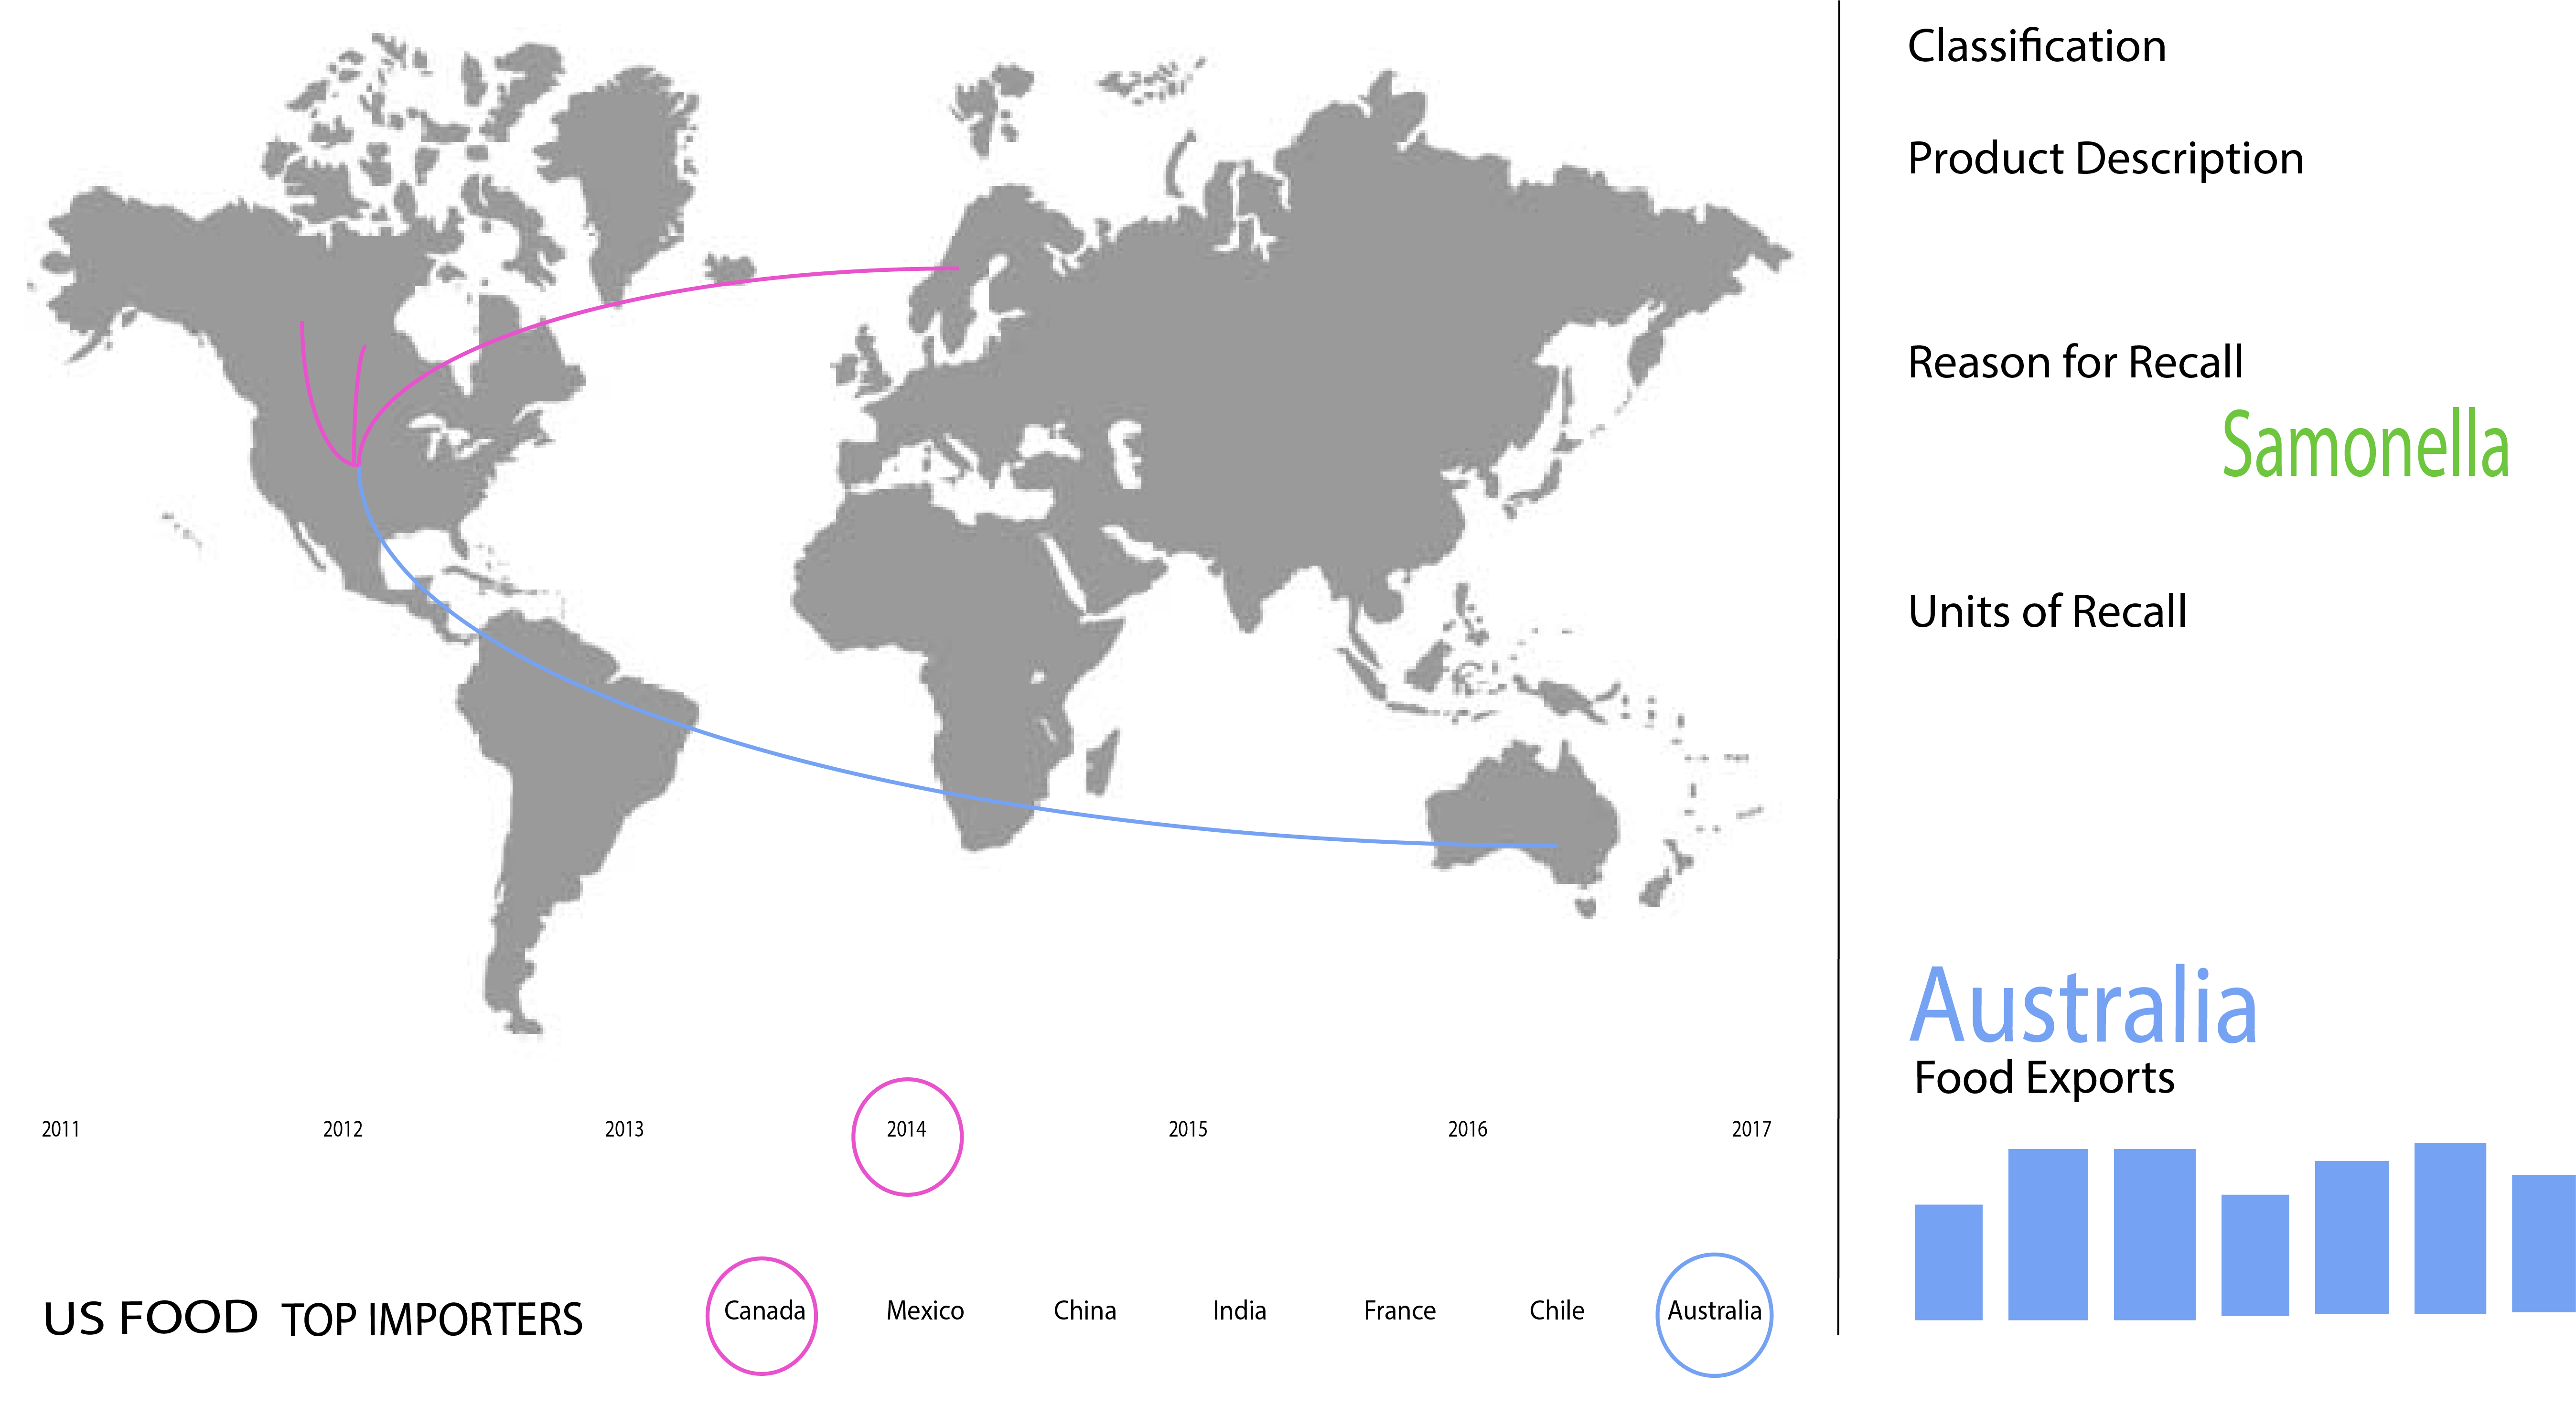 Classification
Product Description
Reason for Recall
Samonella
Units of Recall
Australia
Food Exports
2011 2012 2013 2014 2015 2016 2017
US FOOD TOP IMPORTERS Canada Mexico China India France Chile Australia